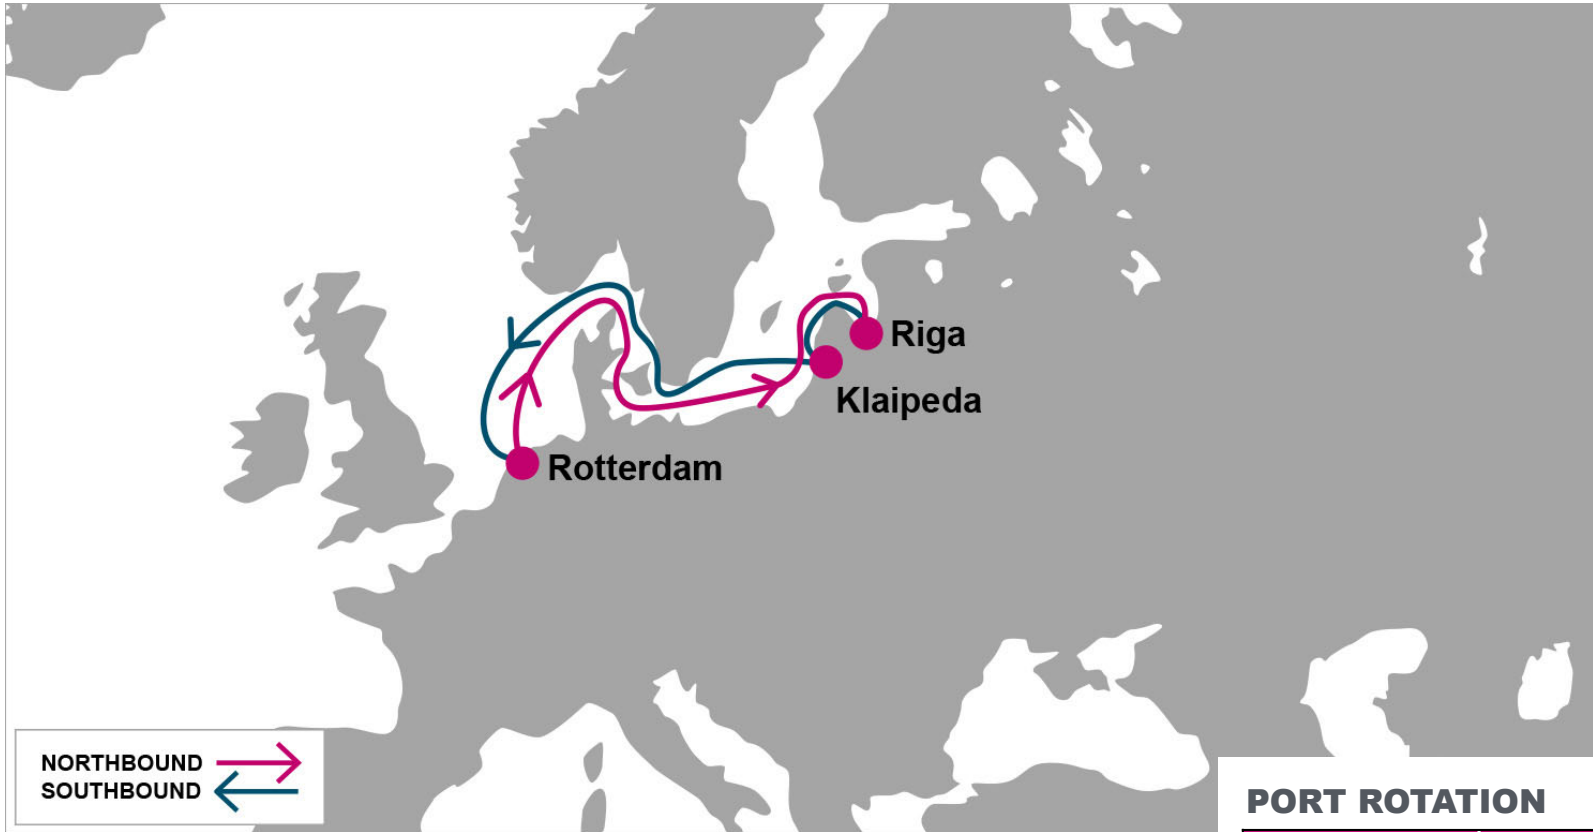 Riga
Klaipeda
Rotterdam
NORTHBOUND
SOUTHBOUND
PORT ROTATION